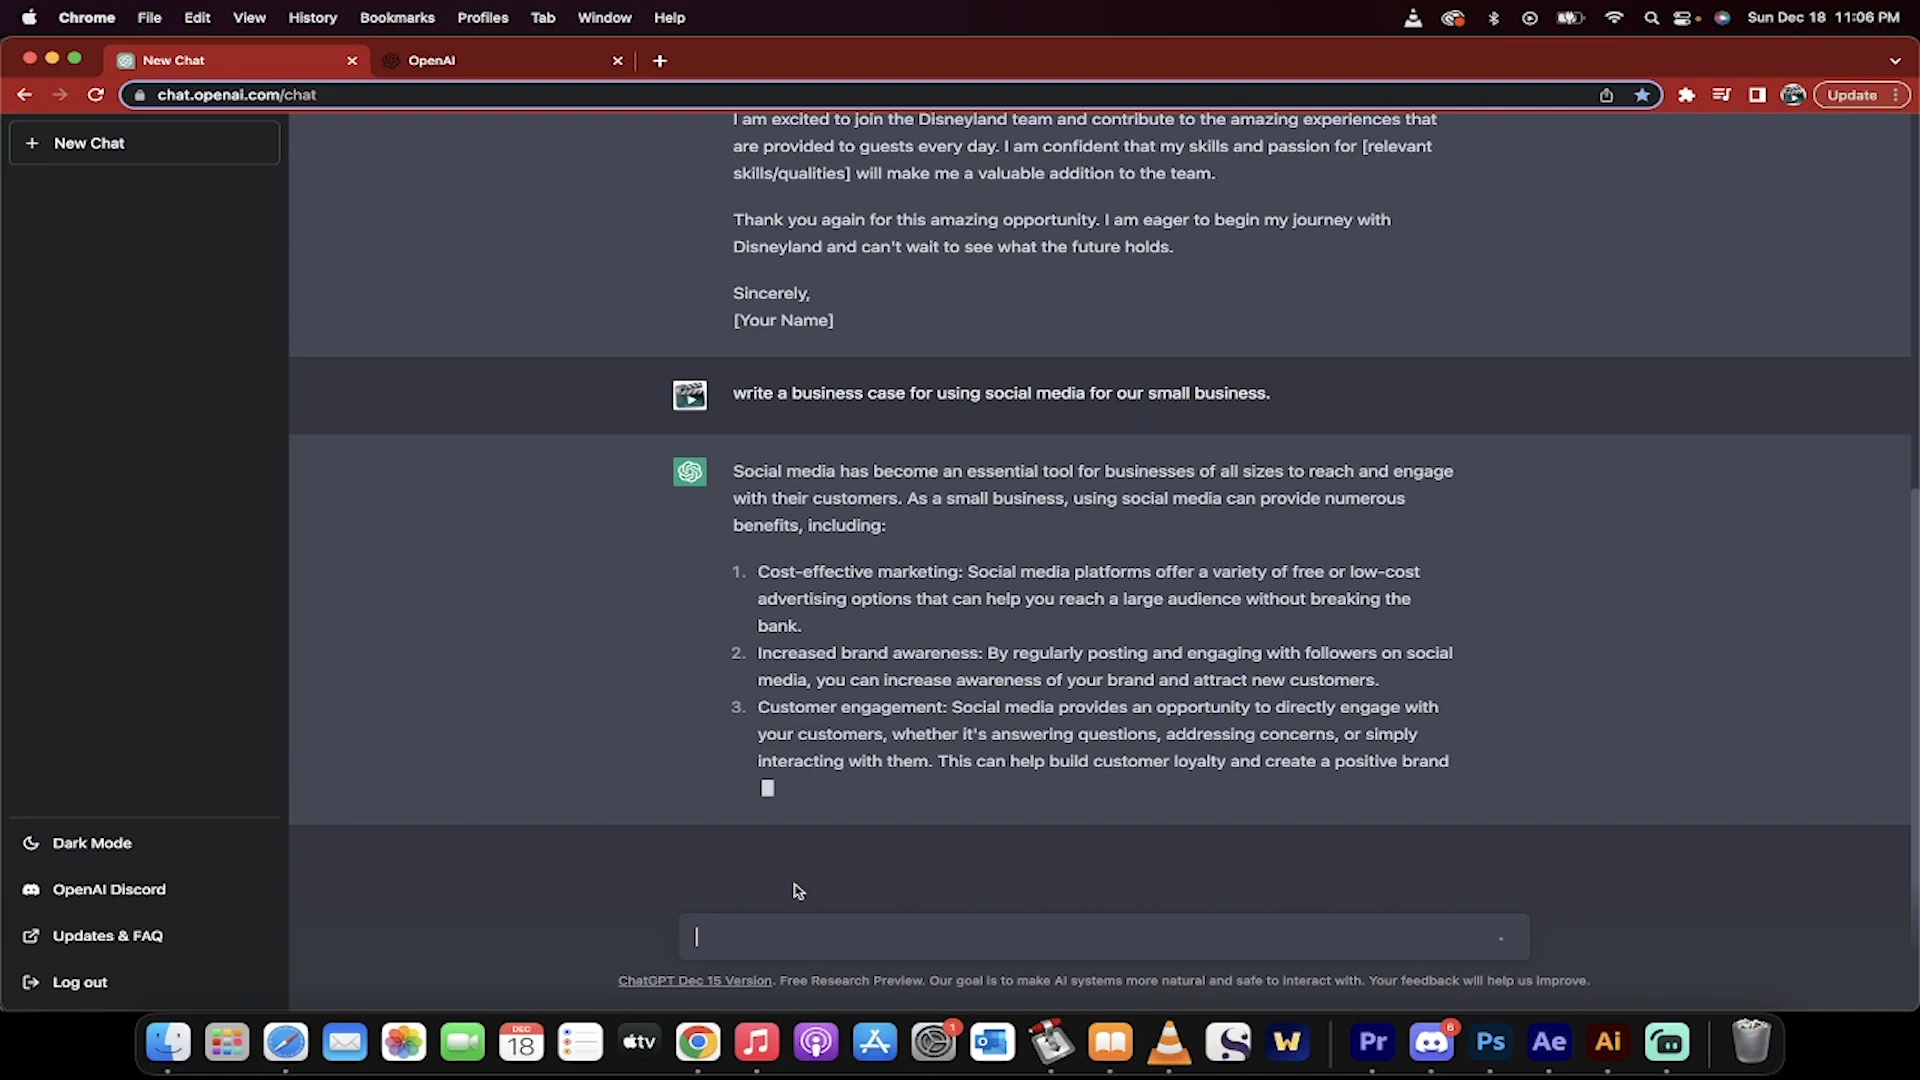 Chrome File Edit View History Bookmarks Profiles Tab Window Help Sun Dec 18 11:06 PM
New Chat OpenAI
chat.openai.com/chat Update
New Chat
I am excited to join the Disneyland team and contribute to the amazing experiences that
are provided to guests every day. I am confident that my skills and passion for [relevant
skills/qualities] will make me a valuable addition to the team.
Thank you again for this amazing opportunity. I am eager to begin my journey with
Disneyland and can't wait to see what the future holds.
Sincerely,
[Your Name]
write a business case for using social media for our small business.
Social media has become an essential tool for businesses of all sizes to reach and engage
with their customers. As a small business, using social media can provide numerous
benefits, including:
1. Cost-effective marketing: Social media platforms offer a variety of free or low-cost
advertising options that can help you reach a large audience without breaking the
bank.
2. Increased brand awareness: By regularly posting and engaging with followers on social
media, you can increase awareness of your brand and attract new customers.
3. Customer engagement: Social media provides an opportunity to directly engage with
your customers, whether it's answering questions, addressing concerns, or simply
interacting with them. This can help build customer loyalty and create a positive brand
Dark Mode
OpenAI Discord
Updates & FAQ
Log out
ChatGPT Dec 15 Version. Free Research Preview. Our goal is to make AI systems more natural and safe to interact with. Your feedback will help us improve.
DEC
18
tv
1
W
Pr
6
Ps
Ae
Ai